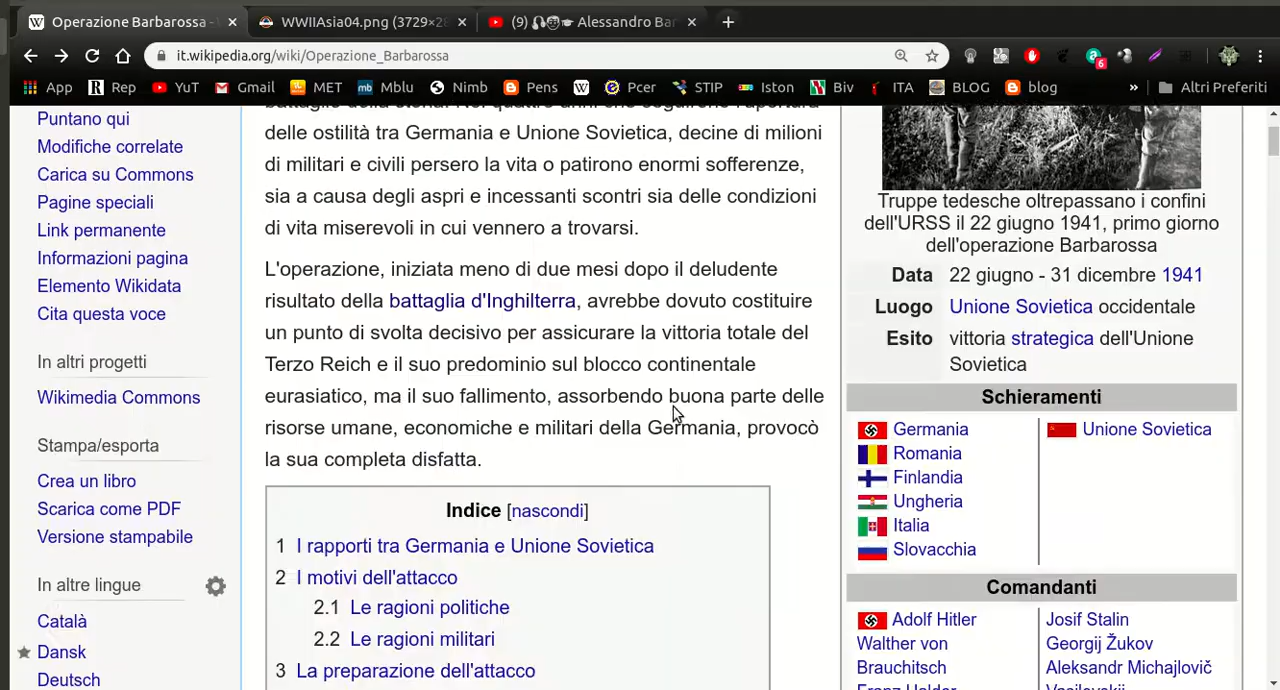 Operazione Barbarossa -
WWIIAsia04.png (3729×28
(9) Alessandro Bar
it.wikipedia.org/wiki/Operazione_Barbarossa
6
App Rep YuT Gmail MET Mblu Nimb Pens Pcer STIP Iston Biv ITA BLOG blog » Altri Preferiti
Puntano qui
Modifiche correlate
Carica su Commons
Pagine speciali
Link permanente
Informazioni pagina
Elemento Wikidata
Cita questa voce
In altri progetti
Wikimedia Commons
Stampa/esporta
Crea un libro
Scarica come PDF
Versione stampabile
In altre lingue
Català
Dansk
Deutsch
delle ostilità tra Germania e Unione Sovietica, decine di milioni
di militari e civili persero la vita o patirono enormi sofferenze,
sia a causa degli aspri e incessanti scontri sia delle condizioni
di vita miserevoli in cui vennero a trovarsi.
L'operazione, iniziata meno di due mesi dopo il deludente
risultato della battaglia d'Inghilterra, avrebbe dovuto costituire
un punto di svolta decisivo per assicurare la vittoria totale del
Terzo Reich e il suo predominio sul blocco continentale
eurasiatico, ma il suo fallimento, assorbendo buona parte delle
risorse umane, economiche e militari della Germania, provocò
la sua completa disfatta.
Indice [nascondi]
1 I rapporti tra Germania e Unione Sovietica
2 I motivi dell'attacco
2.1 Le ragioni politiche
2.2 Le ragioni militari
3 La preparazione dell'attacco
Truppe tedesche oltrepassano i confini
dell'URSS il 22 giugno 1941, primo giorno
dell'operazione Barbarossa
Data 22 giugno - 31 dicembre 1941
Luogo Unione Sovietica occidentale
Esito vittoria strategica dell'Unione
Sovietica
Schieramenti
Germania
Romania
Finlandia
Ungheria
Italia
Slovacchia
Unione Sovietica
Comandanti
Adolf Hitler
Walther von
Brauchitsch
Franz Halder
Josif Stalin
Georgij Žukov
Aleksandr Michajlovič
Vasilevskij